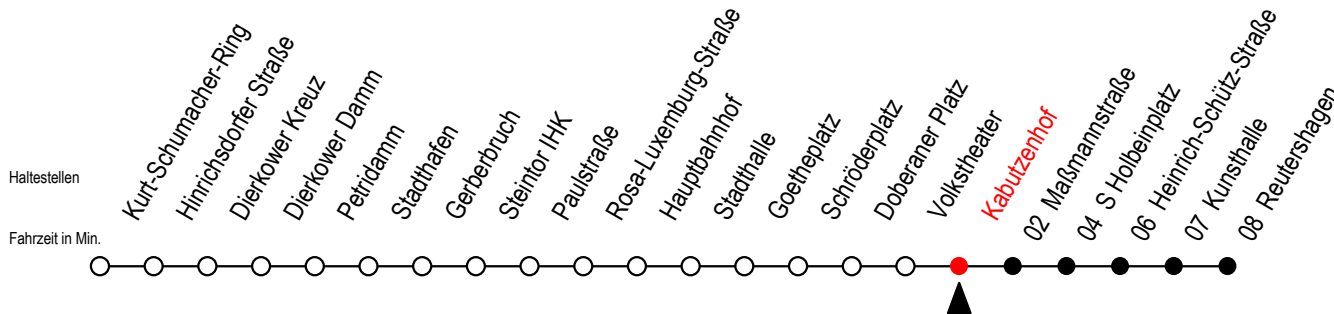 Haltestellen
Fahrzeit in Min.
Kurt-Schumacher-Ring
Hinrichsdorfer Straße
Dierkower Kreuz
Dierkower Damm
Petridamm
Stadthafen
Gerberbruch
Steintor IHK
Paulstraße
Rosa-Luxemburg-Straße
Hauptbahnhof
Stadthalle
Goetheplatz
Schröderplatz
Doberaner Platz
Volkstheater
Kabutzenhof
02 Maßmannstraße
04 S Holbeinplatz
06 Heinrich-Schütz-Straße
07 Kunsthalle
08 Reutershagen